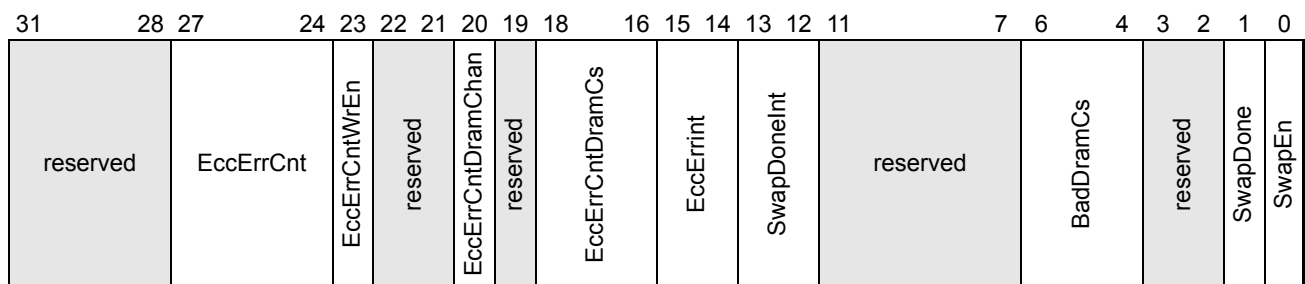 31 28 27 24 23 22 21 20 19 18 16 15 14 13 12 11 7 6 4 3 2 1 0
reserved
EccErrCnt
EccErrCntWrEn
reserved
EccErrCntDramChan
reserved
EccErrCntDramCs
EccErrint
SwapDoneInt
reserved
BadDramCs
reserved
SwapDone
SwapEn